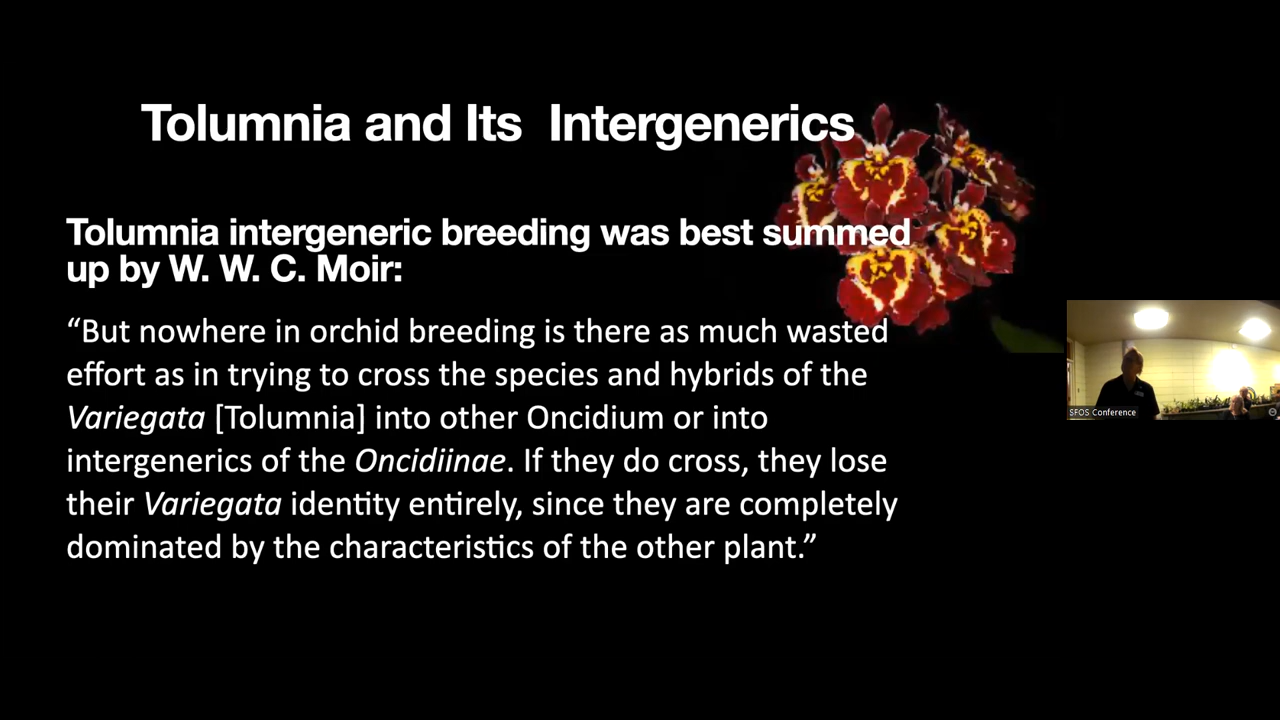 Tolumnia and Its  Intergenerics
Tolumnia intergeneric breeding was best summed
up by W. W. C. Moir:
“But nowhere in orchid breeding is there as much wasted
effort as in trying to cross the species and hybrids of the
Variegata [Tolumnia] into other Oncidium or into
intergenerics of the Oncidiinae. If they do cross, they lose
their Variegata identity entirely, since they are completely
dominated by the characteristics of the other plant.”
SFOS Conference